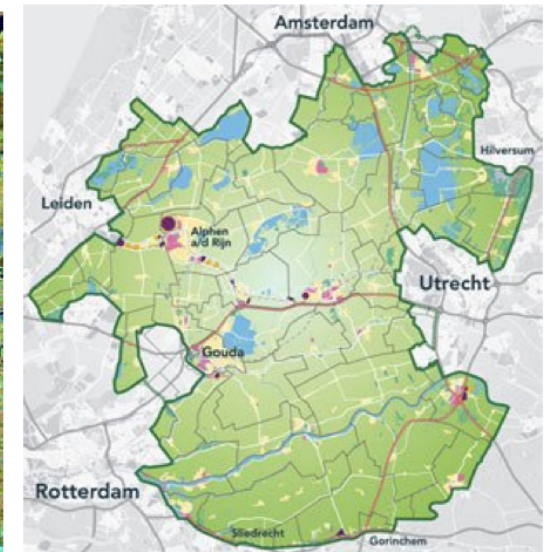 Amsterdam
Hilversum
Leiden
Alphen
a/d Rijn
Utrecht
Gouda
Rotterdam
Sliedrecht
Gorinchem